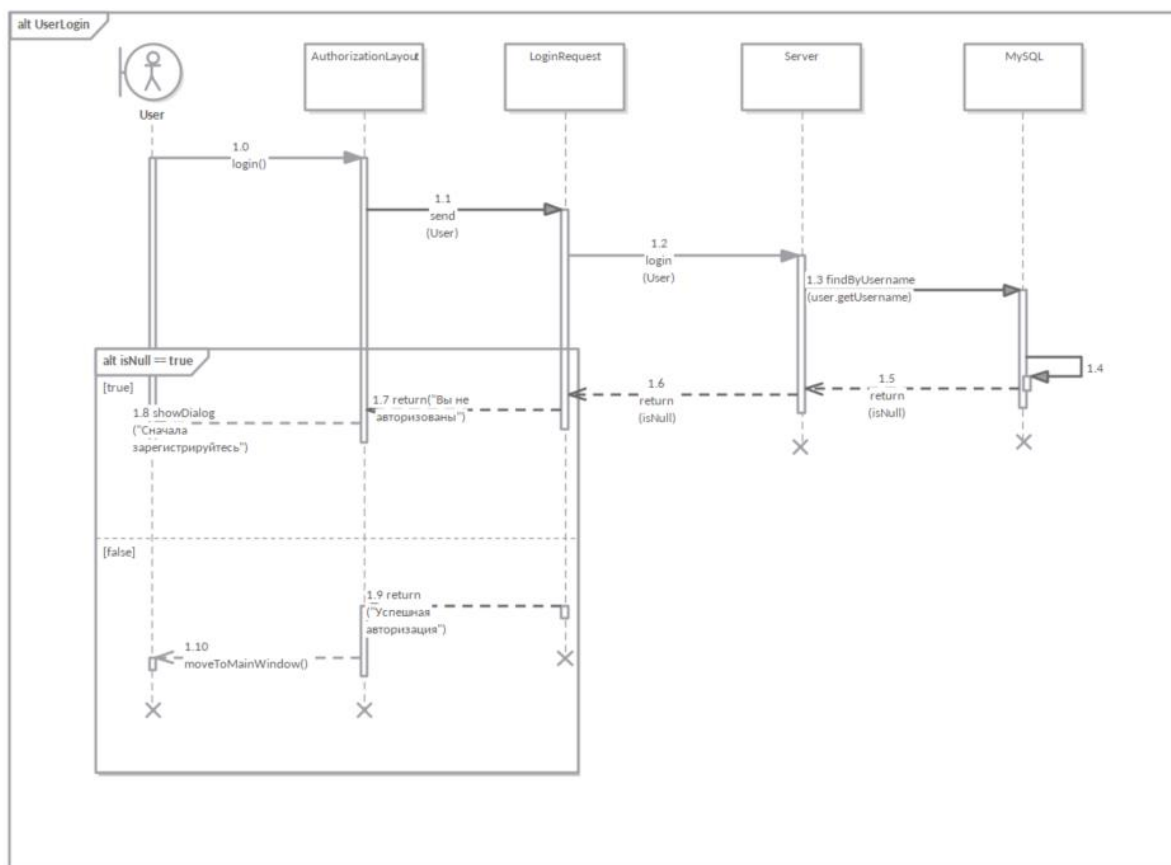 alt UserLogin
User
AuthorizationLayout
LoginRequest
Server
MySQL
1.0
login()
1.1
send
(User)
1.2
login
(User)
1.3 findByUsername
(user.getUsername)
1.4
1.5
return
(isNull)
1.6
return
(isNull)
alt isNull == true
[true]
1.7 return("Вы не
авторизованы")
1.8 showDialog
("Сначала
зарегистрируйтесь")
[false]
1.9 return
("Успешная
авторизация")
1.10
moveToMainWindow()